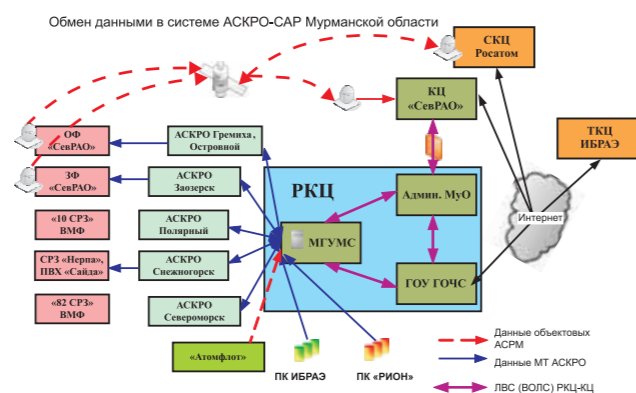 Обмен данными в системе АСКРО-САР Мурманской области
СКЦ
Росатом
КЦ
«СевРАО»
ТКЦ
ИБРАЭ
ОФ
«СевРАО»
АСКРО Гремиха,
Островной
ЗФ
«СевРАО»
АСКРО
Заозерск
РКЦ
Админ. МуО
«10 СРЗ»
ВМФ
АСКРО
Полярный
МГУМС
Интернет
СРЗ «Нерпа»,
ПВХ «Сайда»
АСКРО
Снежногорск
ГОУ ГОЧС
«82 СРЗ»
ВМФ
АСКРО
Североморск
«Атомфлот»
ПК ИБРАЭ
ПК «РИОН»
Данные объектовых
АСРМ
Данные МТ АСКРО
ЛВС (ВОЛС) РКЦ-КЦ